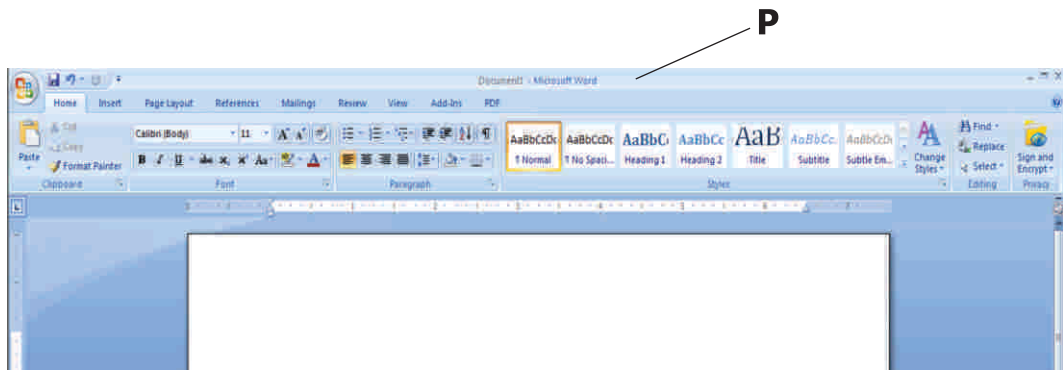 P
Document1 - Microsoft Word
Home Insert Page Layout References Mailings Review View Add-Ins PDF
Cut Calibri (Body) 11 AaBbCcDc AaBbCcDc AaBbC AaBbCc AaB AaBbCc. AaBbCcDc Find
Copy Replace
Paste Format Painter B I U abc x, x' Aa A ¶ Normal ¶ No Spaci... Heading 1 Heading 2 Title Subtitle Subtle Em... Change Styles Select Sign and Encrypt
Clipboard Font Paragraph Styles Editing Privacy